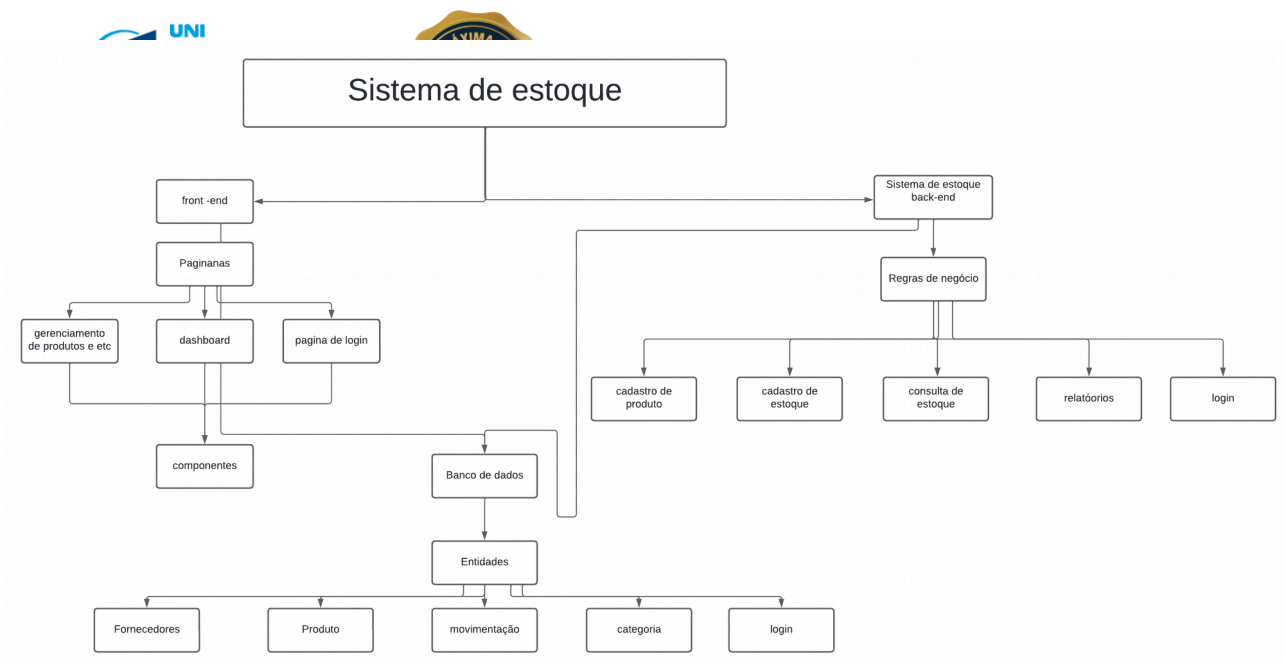 UNI
Sistema de estoque
front -end
Sistema de estoque
back-end
Paginanas
Regras de negócio
gerenciamento
de produtos e etc
dashboard
pagina de login
cadastro de
produto
cadastro de
estoque
consulta de
estoque
relatóorios
login
componentes
Banco de dados
Entidades
Fornecedores
Produto
movimentação
categoria
login